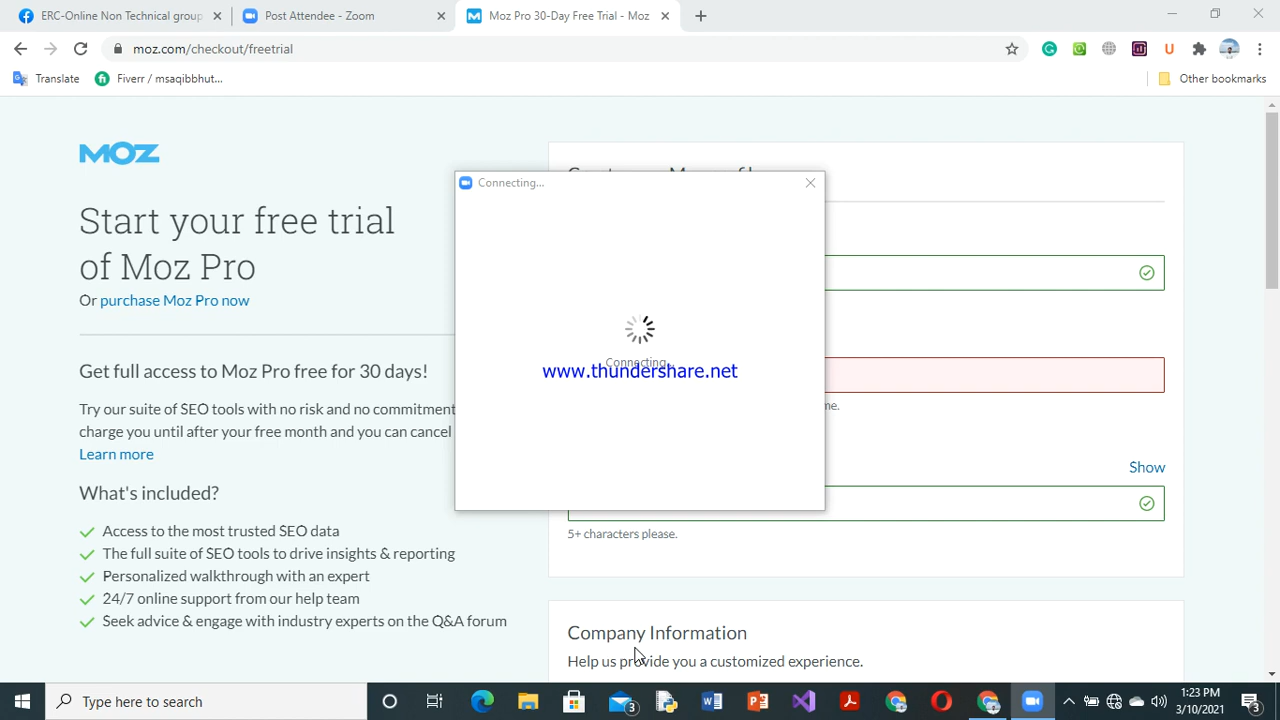 ERC-Online Non Technical group
Post Attendee - Zoom
Moz Pro 30-Day Free Trial - Moz
moz.com/checkout/freetrial
Translate
Fiverr / msaqibbhut...
Other bookmarks
MOZ
Start your free trial
of Moz Pro
Or purchase Moz Pro now
Get full access to Moz Pro free for 30 days!
Try our suite of SEO tools with no risk and no commitment
charge you until after your free month and you can cancel
Learn more
What's included?
Access to the most trusted SEO data
The full suite of SEO tools to drive insights & reporting
Personalized walkthrough with an expert
24/7 online support from our help team
Seek advice & engage with industry experts on the Q&A forum
Connecting...
Connecting...
www.thundershare.net
me.
Show
5+ characters please.
Company Information
Help us provide you a customized experience.
Type here to search
3
1:23 PM
3/10/2021
3